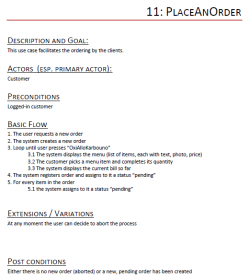 11: PlaceAnOrder
Description and Goal:
This use case facilitates the ordering by the clients.
Actors (esp. primary actor):
Customer
Preconditions
Logged-in customer
Basic Flow
1. The user requests a new order
2. The system creates a new order
3. Loop until user presses "OxiAlloKarbouno"
3.1 The system displays the menu (list of items, each with text, photo, price)
3.2 The customer picks a menu item and completes its quantity
3.3 The system displays the current bill so far
4. The system registers order and assigns to it a status "pending"
5. For every item in the order
5.1 the system assigns to it a status "pending"
Extensions / Variations
At any moment the user can decide to abort the process
Post conditions
Either there is no new order (aborted) or a new, pending order has been created